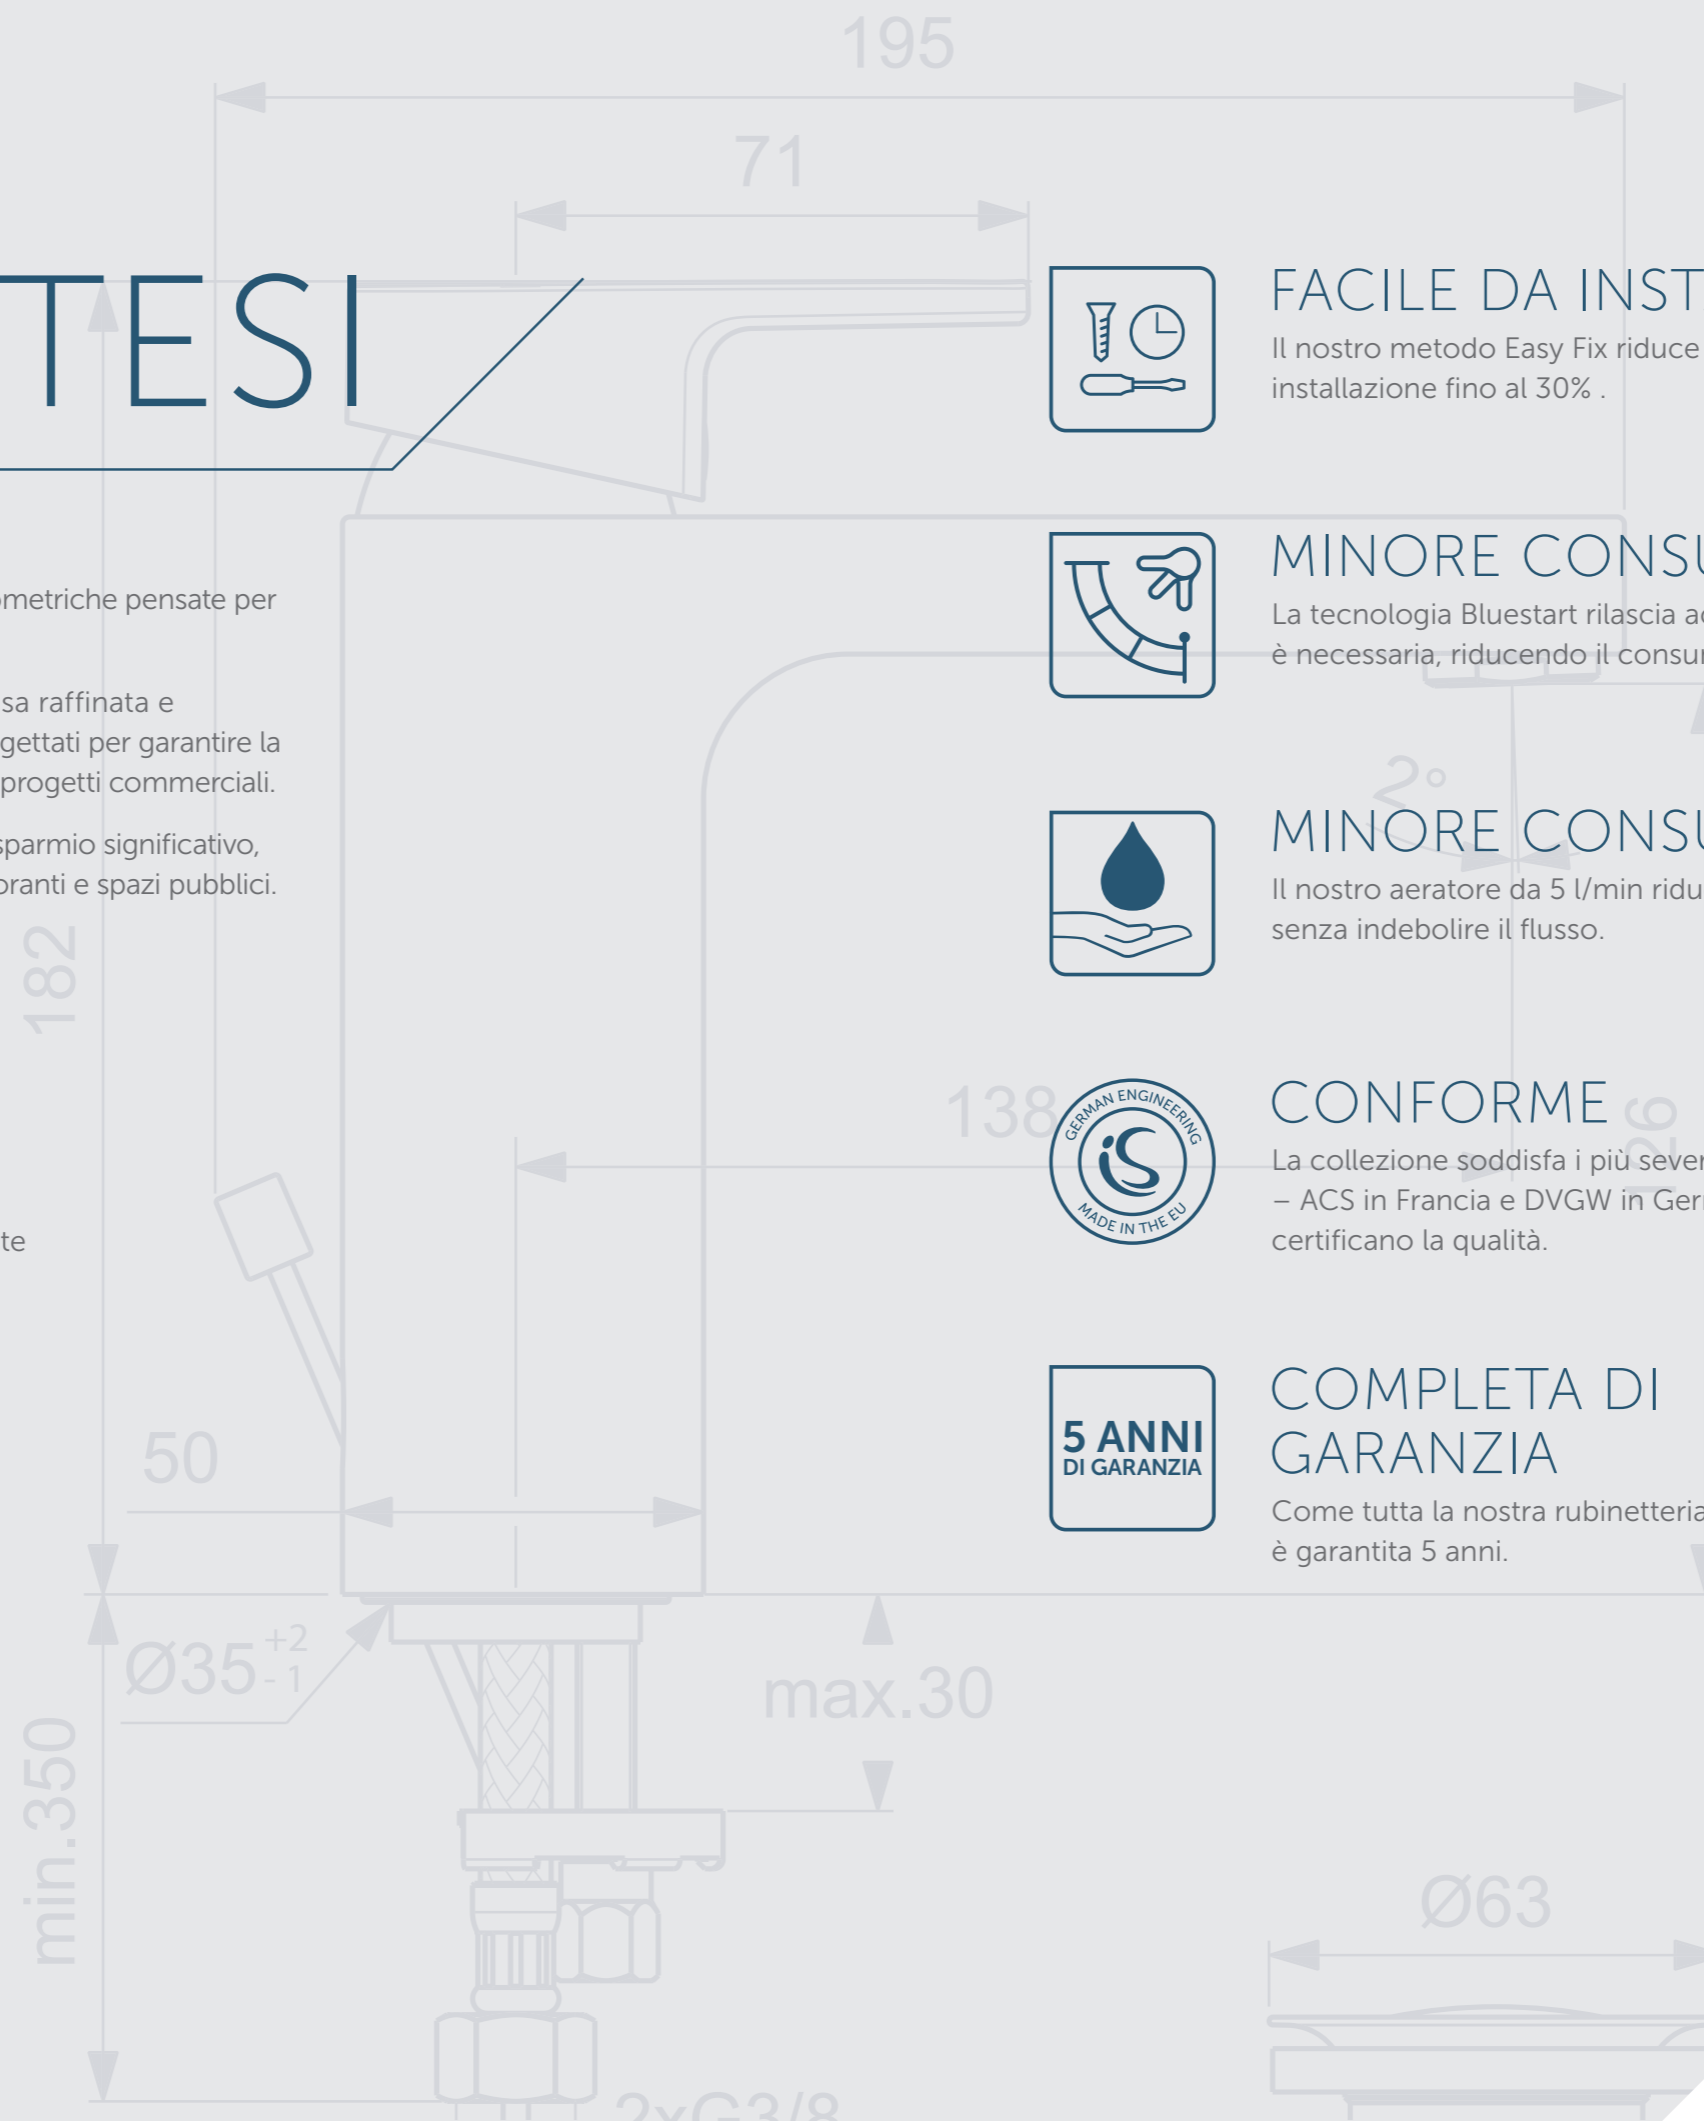 195
71
TESI
ometriche pensate per
sa raffinata e
gettati per garantire la
progetti commerciali.
sparmio significativo,
oranti e spazi pubblici.
te
FACILE DA INST
Il nostro metodo Easy Fix riduce
installazione fino al 30% .
MINORE CONSU
La tecnologia Bluestart rilascia ac
è necessaria, riducendo il consum
2°
MINORE CONSU
Il nostro aeratore da 5 l/min ridu
senza indebolire il flusso.
182
138
GERMAN ENGINEERING
iS
MADE IN THE EU
CONFORME
La collezione soddisfa i più sever
– ACS in Francia e DVGW in Germ
certificano la qualità.
126
5 ANNI
DI GARANZIA
COMPLETA DI
GARANZIA
Come tutta la nostra rubinetteria
è garantita 5 anni.
50
Ø35 +2
- 1
max.30
min.350
Ø63
2xG3/8